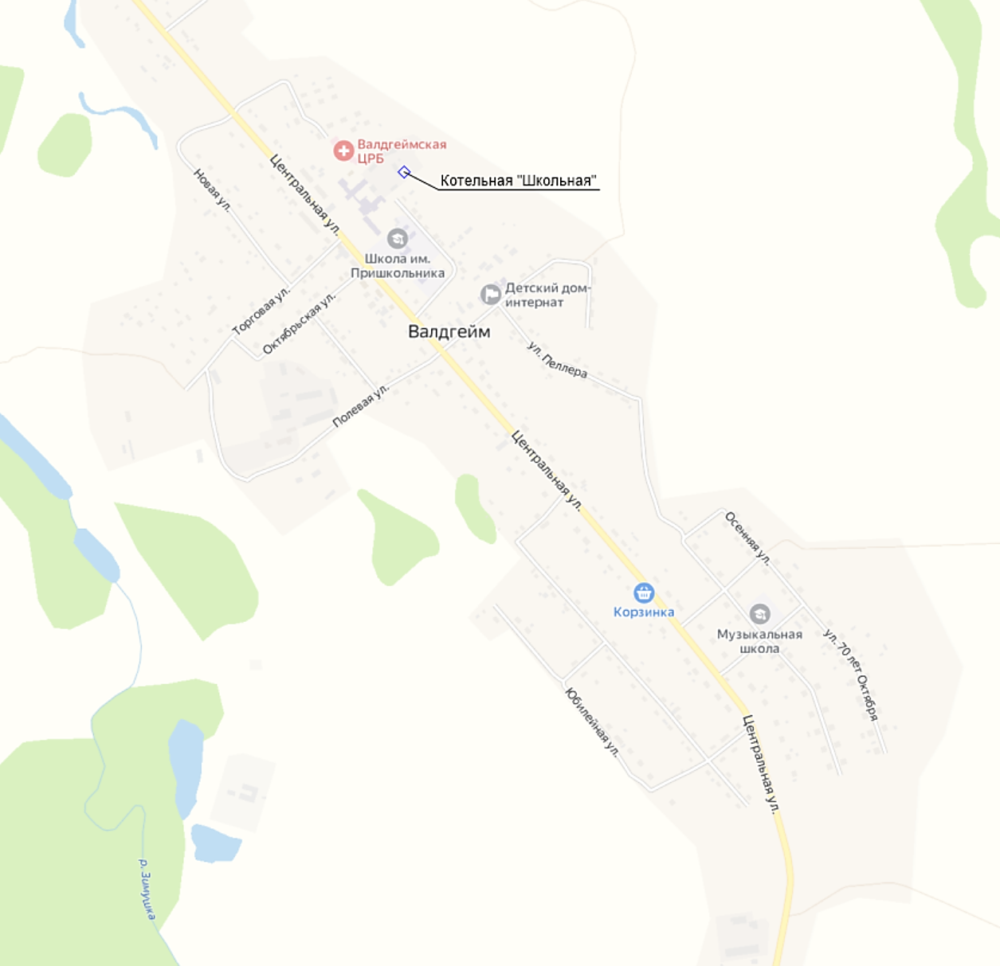 Валдгеймская
ЦРБ
Котельная "Школьная"
Центральная ул.
Новая ул.
Школа им.
Пришкольника
Торговая ул.
Октябрьская ул.
Детский дом-
интернат
Валдгейм
ул. Пеллера
Полевая ул.
Центральная ул.
Осенняя ул.
Корзинка
Музыкальная
школа
ул. 70 лет Октября
Юбилейная ул.
Центральная ул.
р. Зимушка